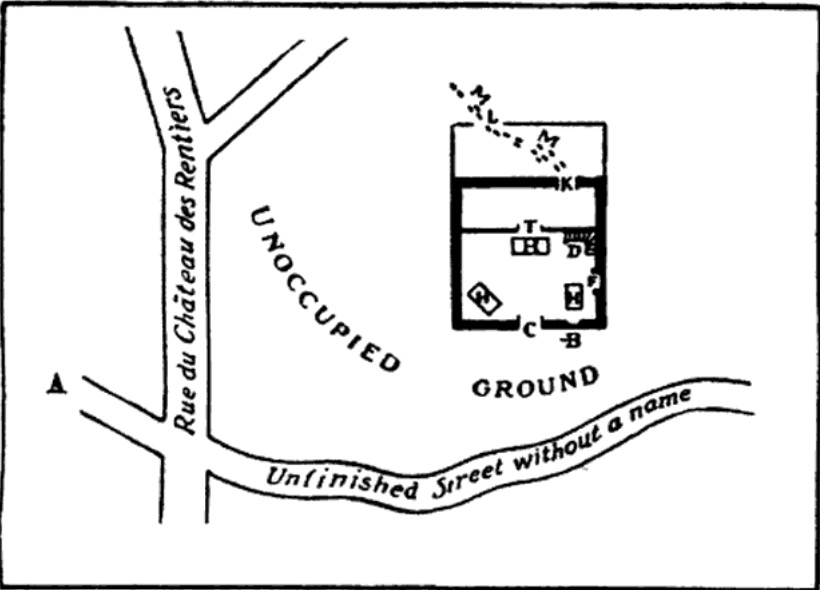 Rue du Château des Rentiers
UNOCCUPIED
GROUND
Unfinished Street without a name
A
M
L
M
K
T
H
D
F
H
H
C
B